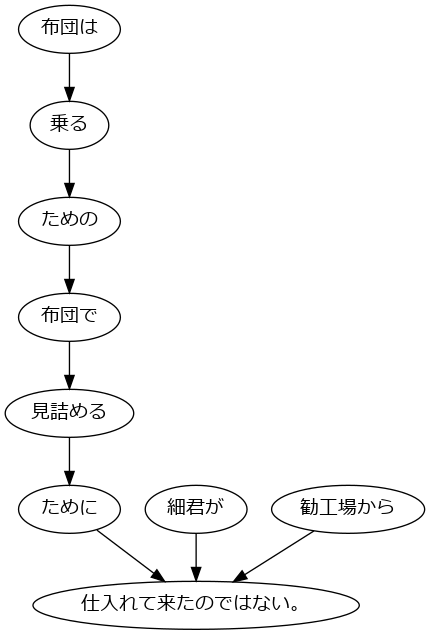 布団は
乗る
ための
布団で
見詰める
ために
細君が
勧工場から
仕入れて来たのではない。